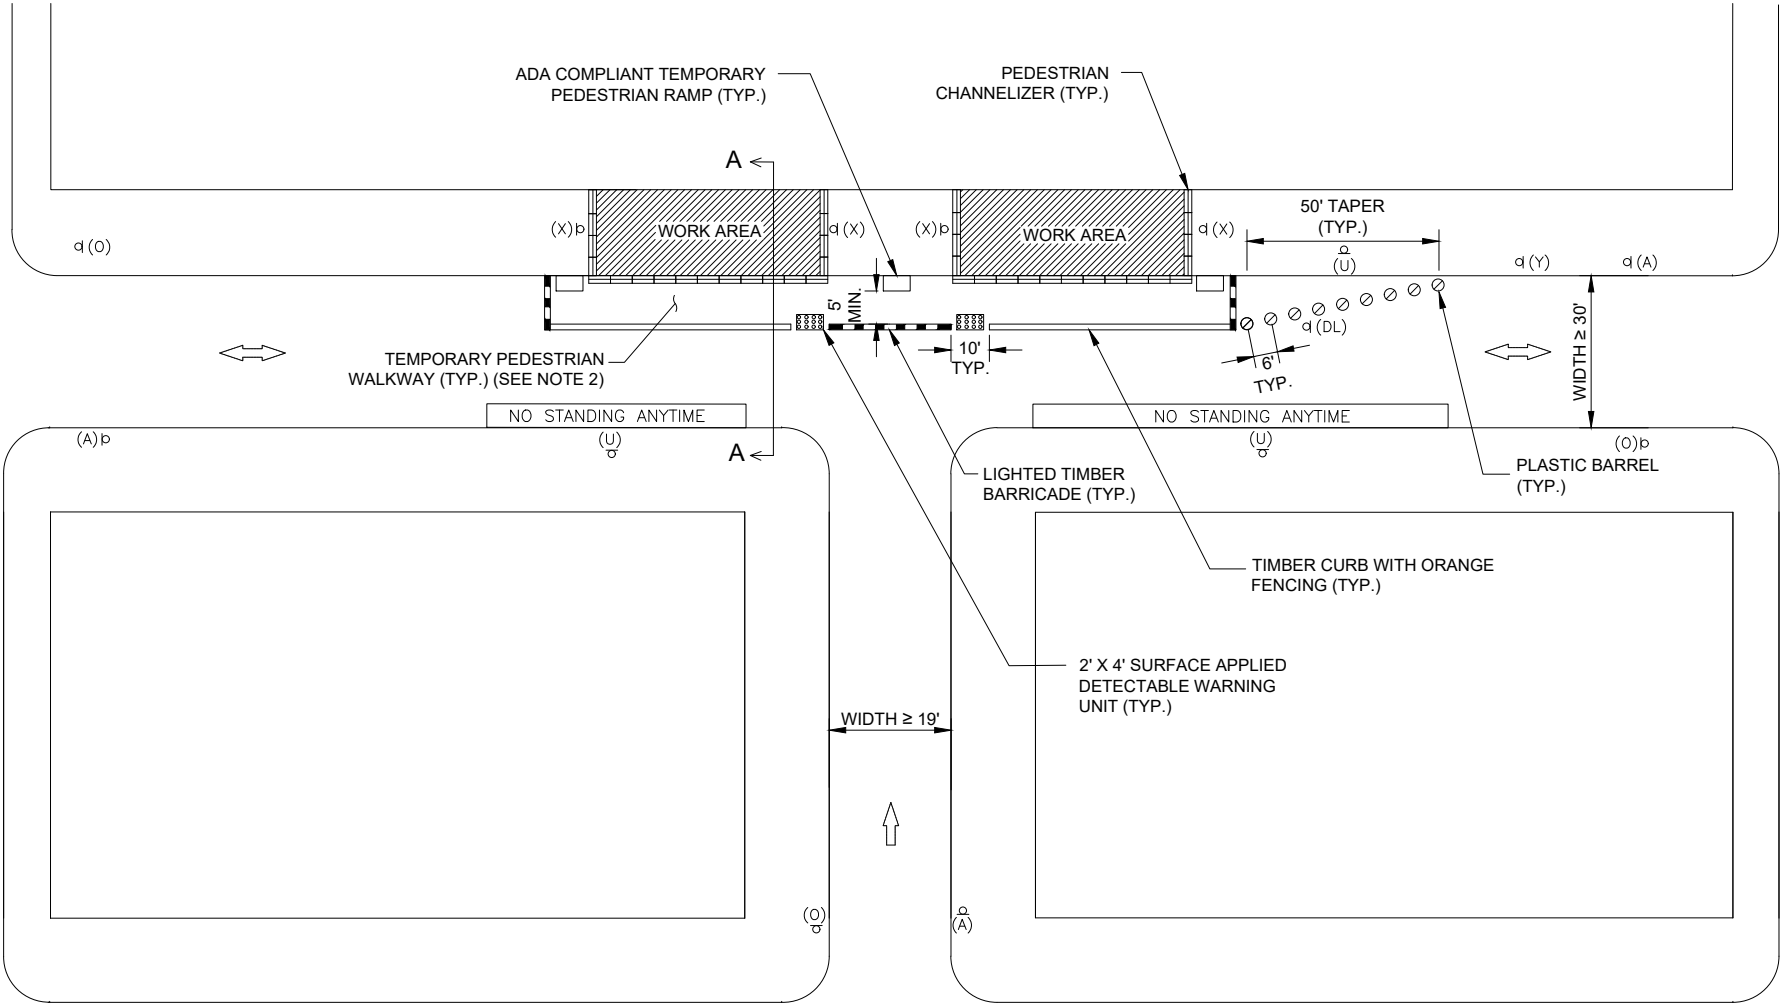 ADA COMPLIANT TEMPORARY
PEDESTRIAN RAMP (TYP.)
PEDESTRIAN
CHANNELIZER (TYP.)
A
50' TAPER
(TYP.)
(X)
WORK AREA
(X)
(X)
WORK AREA
(X)
(O)
(U)
(Y)
(A)
5'
MIN.
WIDTH ≥ 30'
(DL)
TEMPORARY PEDESTRIAN
WALKWAY (TYP.) (SEE NOTE 2)
10'
TYP.
6'
TYP.
NO STANDING ANYTIME
NO STANDING ANYTIME
(A)
(U)
A
(U)
(O)
LIGHTED TIMBER
BARRICADE (TYP.)
PLASTIC BARREL
(TYP.)
TIMBER CURB WITH ORANGE
FENCING (TYP.)
2' X 4' SURFACE APPLIED
DETECTABLE WARNING
UNIT (TYP.)
WIDTH ≥ 19'
(O)
(A)